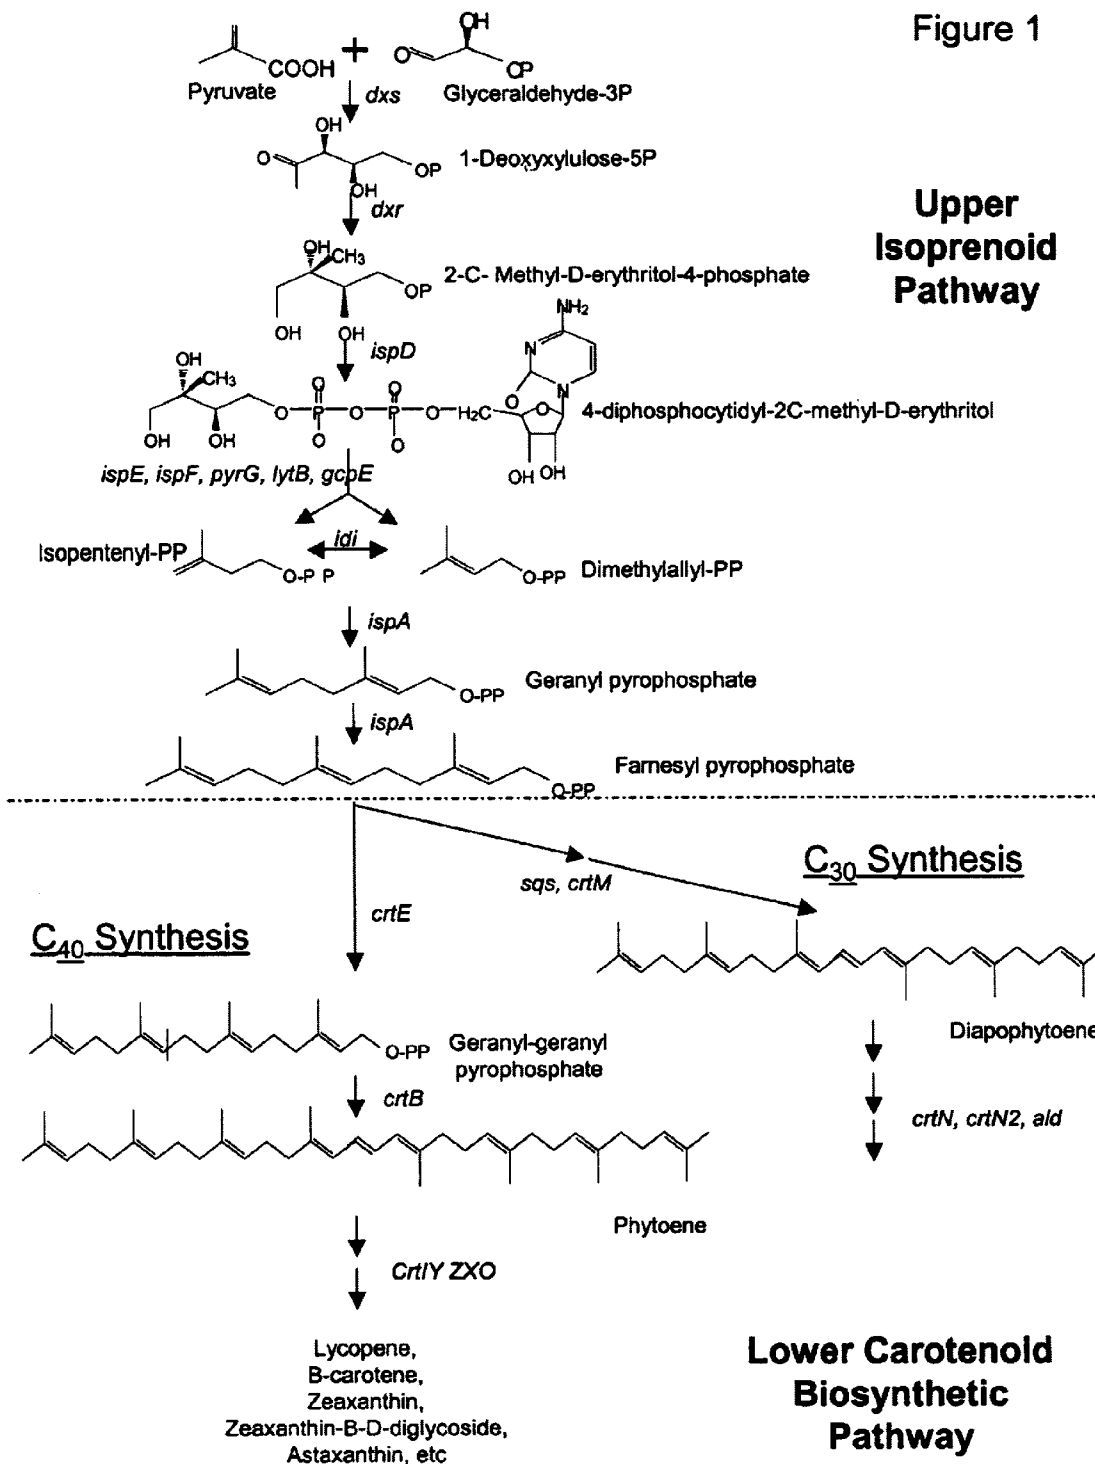 Figure 1
OH
O
COOH
OP
Pyruvate
Glyceraldehyde-3P
dxs
OH
O
OP
1-Deoxyxylulose-5P
OH
dxr
Upper
Isoprenoid
Pathway
OH
CH3
OP
2-C- Methyl-D-erythritol-4-phosphate
OH
OH
ispD
NH2
N
OH
CH3
O
O
N
O
P
O
P
O
H2C
O
O
4-diphosphocytidyl-2C-methyl-D-erythritol
OH
OH
O
O
OH
OH
ispE, ispF, pyrG, lytB, gcpE
Isopentenyl-PP
idi
O-P P
O-PP
Dimethylallyl-PP
ispA
O-PP
Geranyl pyrophosphate
ispA
O-PP
Farnesyl pyrophosphate
C30 Synthesis
sqs, crtM
crtE
C40 Synthesis
Diapophytoene
O-PP
Geranyl-geranyl
pyrophosphate
crtB
crtN, crtN2, ald
Phytoene
CrtIY ZXO
Lycopene,
B-carotene,
Zeaxanthin,
Zeaxanthin-B-D-diglycoside,
Astaxanthin, etc
Lower Carotenoid
Biosynthetic
Pathway